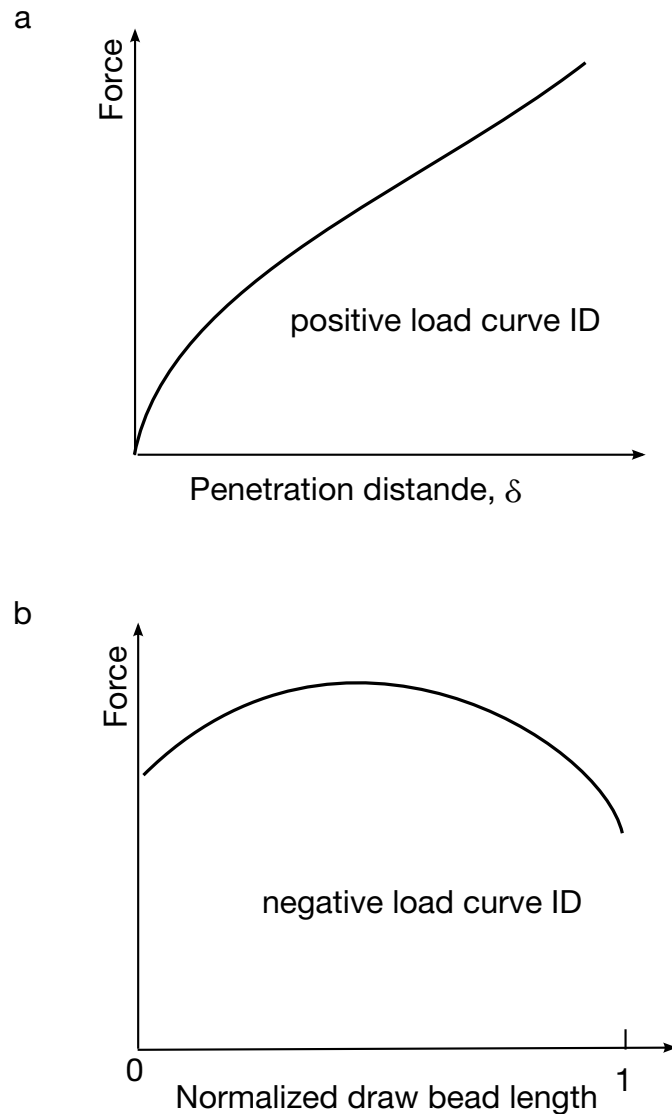 a
Force
positive load curve ID
Penetration distande, δ
b
Force
negative load curve ID
0
1
Normalized draw bead length